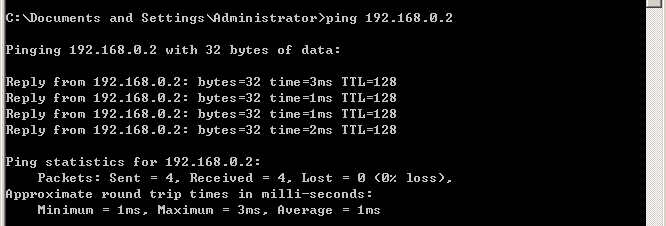 C:\Documents and Settings\Administrator>ping 192.168.0.2
Pinging 192.168.0.2 with 32 bytes of data:
Reply from 192.168.0.2: bytes=32 time=3ms TTL=128
Reply from 192.168.0.2: bytes=32 time=1ms TTL=128
Reply from 192.168.0.2: bytes=32 time=1ms TTL=128
Reply from 192.168.0.2: bytes=32 time=2ms TTL=128
Ping statistics for 192.168.0.2:
    Packets: Sent = 4, Received = 4, Lost = 0 (0% loss),
Approximate round trip times in milli-seconds:
    Minimum = 1ms, Maximum = 3ms, Average = 1ms